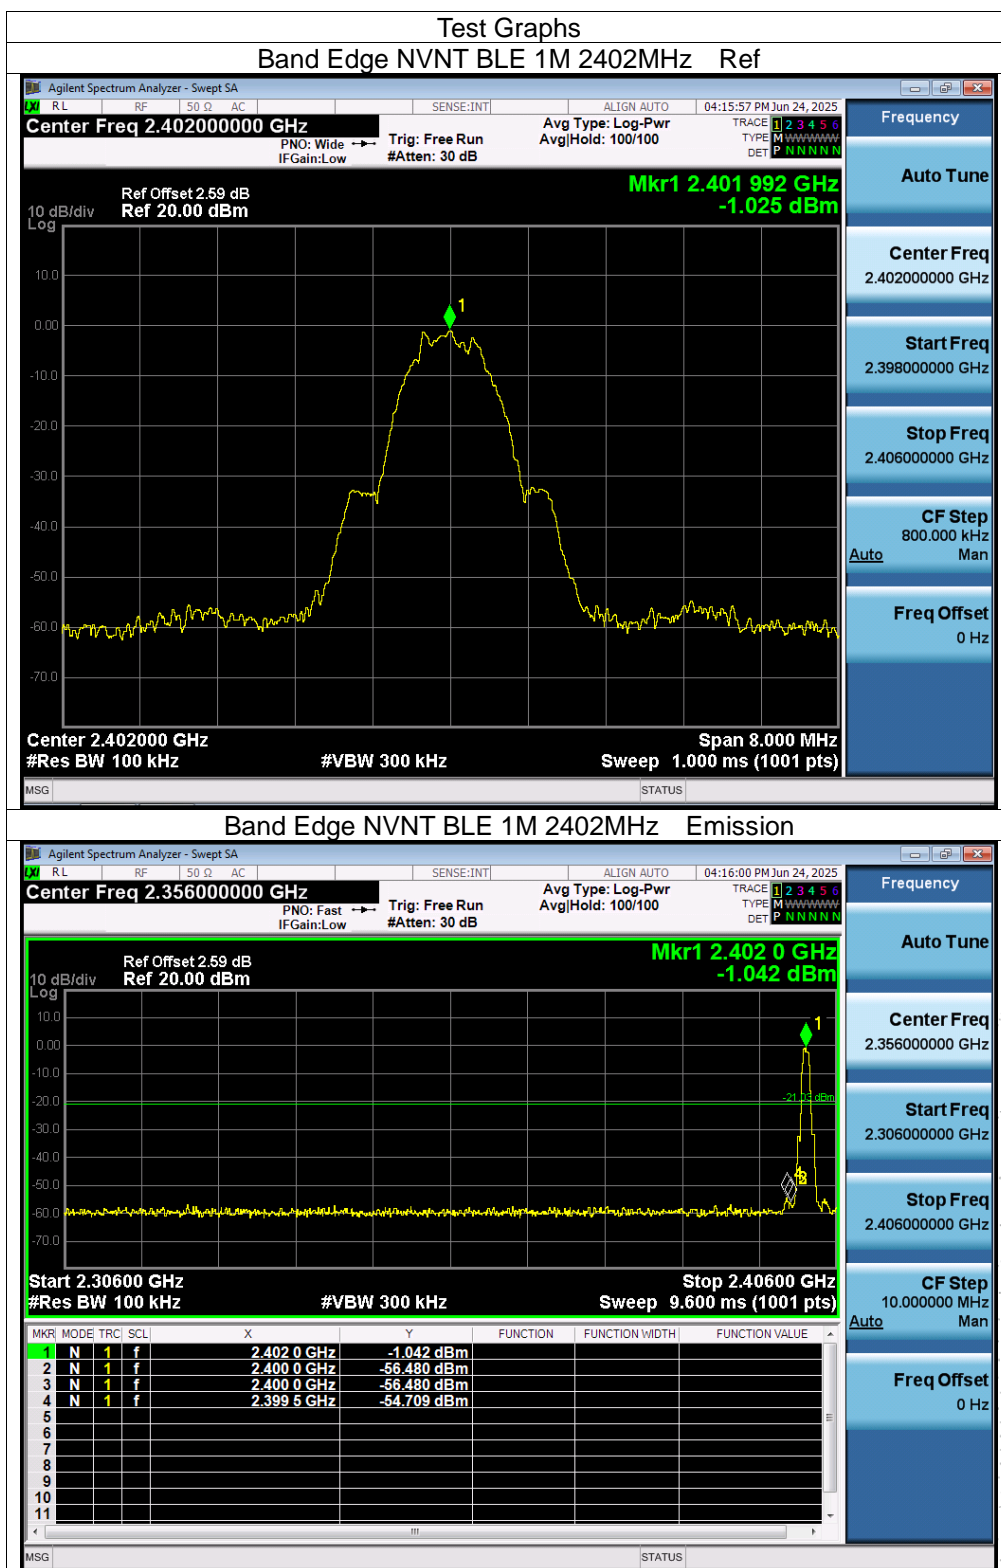 Test Graphs
Band Edge NVNT BLE 1M 2402MHz Ref
Agilent Spectrum Analyzer - Swept SA
LXI RL RF 50 Ω AC SENSE:INT ALIGN AUTO 04:15:57 PM Jun 24, 2025
Center Freq 2.402000000 GHz Avg Type: Log-Pwr TRACE 1 2 3 4 5 6
PNO: Wide Trig: Free Run Avg|Hold: 100/100 TYPE M WWWWW
IFGain:Low #Atten: 30 dB DET P N N N N N
Frequency
Auto Tune
Mkr1 2.401 992 GHz
-1.025 dBm
Ref Offset 2.59 dB
10 dB/div Ref 20.00 dBm
Log
10.0
0.00
-10.0
-20.0
-30.0
-40.0
-50.0
-60.0
-70.0
1
Center Freq
2.402000000 GHz
Start Freq
2.398000000 GHz
Stop Freq
2.406000000 GHz
CF Step
800.000 kHz
Auto Man
Freq Offset
0 Hz
Center 2.402000 GHz Span 8.000 MHz
#Res BW 100 kHz #VBW 300 kHz Sweep 1.000 ms (1001 pts)
MSG STATUS
Band Edge NVNT BLE 1M 2402MHz Emission
Agilent Spectrum Analyzer - Swept SA
LXI RL RF 50 Ω AC SENSE:INT ALIGN AUTO 04:16:00 PM Jun 24, 2025
Center Freq 2.356000000 GHz Avg Type: Log-Pwr TRACE 1 2 3 4 5 6
PNO: Fast Trig: Free Run Avg|Hold: 100/100 TYPE M WWWWW
IFGain:Low #Atten: 30 dB DET P N N N N N
Frequency
Auto Tune
Mkr1 2.402 0 GHz
-1.042 dBm
Ref Offset 2.59 dB
10 dB/div Ref 20.00 dBm
Log
10.0
0.00
-10.0
-20.0
-30.0
-40.0
-50.0
-60.0
-70.0
1
-21.03 dBm
Center Freq
2.356000000 GHz
Start Freq
2.306000000 GHz
Stop Freq
2.406000000 GHz
CF Step
10.000000 MHz
Auto Man
Freq Offset
0 Hz
Start 2.30600 GHz Stop 2.40600 GHz
#Res BW 100 kHz #VBW 300 kHz Sweep 9.600 ms (1001 pts)
MKR MODE TRC SCL X Y FUNCTION FUNCTION WIDTH FUNCTION VALUE
1 N 1 f 2.402 0 GHz -1.042 dBm
2 N 1 f 2.400 0 GHz -56.480 dBm
3 N 1 f 2.400 0 GHz -56.480 dBm
4 N 1 f 2.399 5 GHz -54.709 dBm
5
6
7
8
9
10
11
MSG STATUS